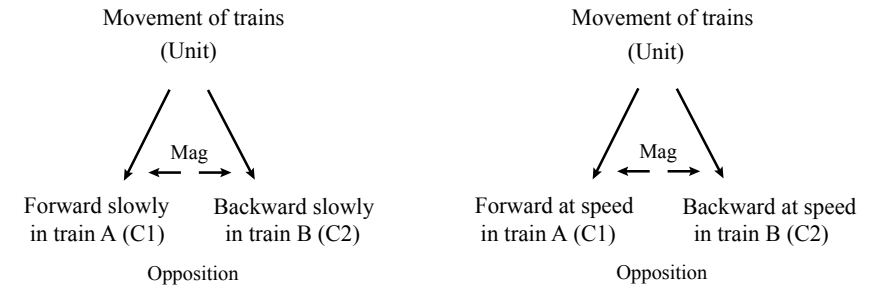 Movement of trains
(Unit)
Mag
Forward slowly
in train A (C1)
Backward slowly
in train B (C2)
Opposition
Movement of trains
(Unit)
Mag
Forward at speed
in train A (C1)
Backward at speed
in train B (C2)
Opposition